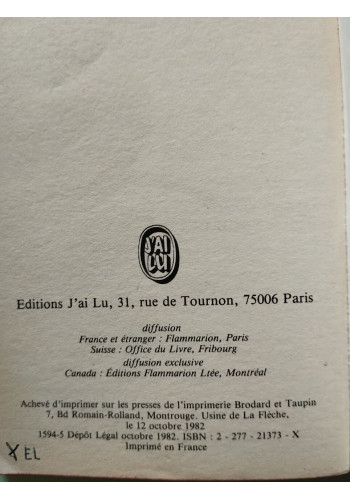 J'AI
LU
Editions J'ai Lu, 31, rue de Tournon, 75006 Paris
diffusion
France et étranger : Flammarion, Paris
Suisse : Office du Livre, Fribourg
diffusion exclusive
Canada : Éditions Flammarion Ltée, Montréal
Achevé d'imprimer sur les presses de l'imprimerie Brodard et Taupin
7, Bd Romain-Rolland, Montrouge. Usine de La Flèche,
le 12 octobre 1982
1594-5 Dépôt Légal octobre 1982. ISBN : 2 - 277 - 21373 - X
Imprimé en France
X EL